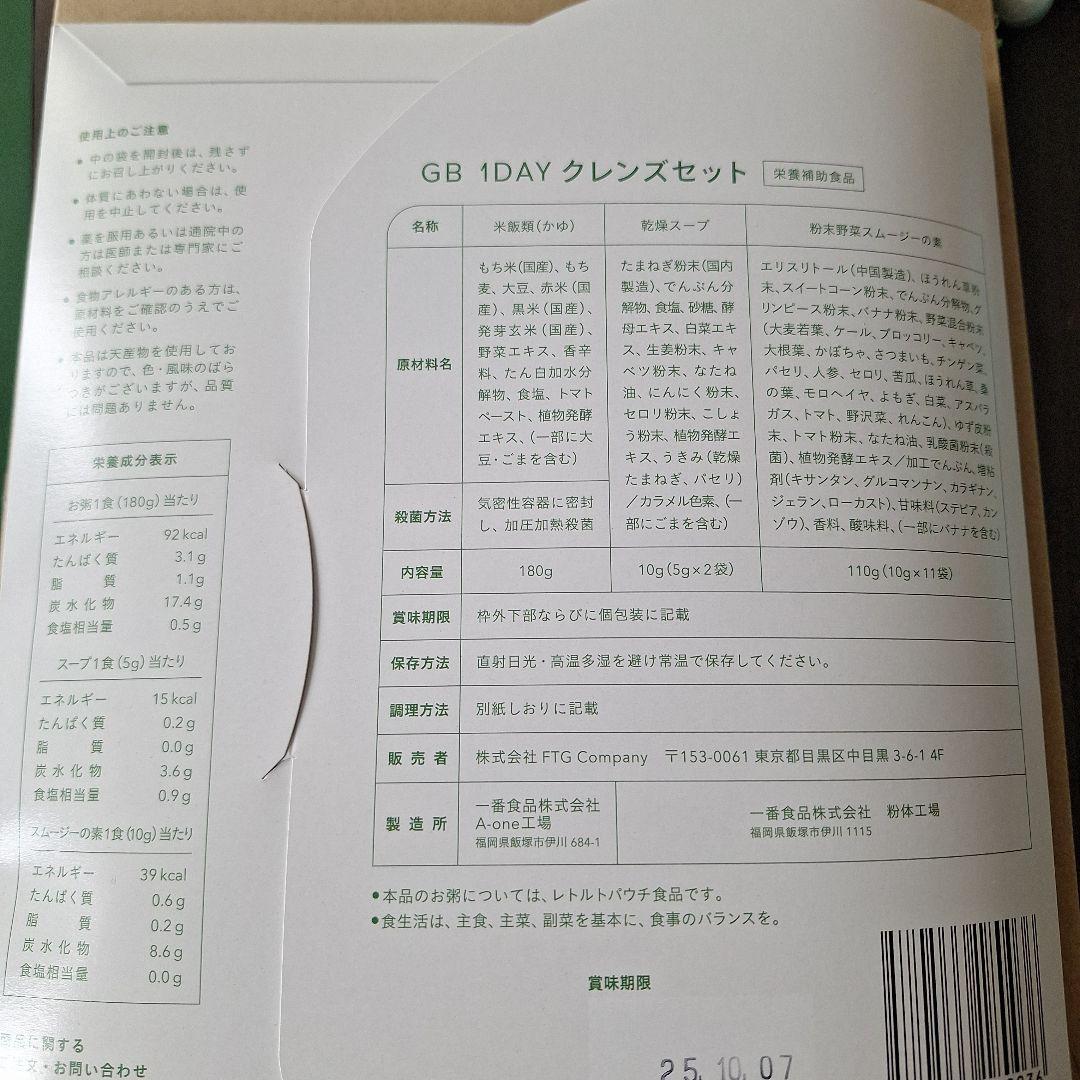 使用上のご注意
● 中の袋を開封後は、残さず
にお召し上がりください。
● 体質にあわない場合は、使
用を中止してください。
● 薬を服用あるいは通院中の
方は医師または専門家にご
相談ください。
● 食物アレルギーのある方は、
原材料をご確認のうえでご
使用ください。
● 本品は天産物を使用してお
りますので、色・風味のばら
つきがございますが、品質
には問題ありません。
栄養成分表示
お粥1食(180g)当たり
エネルギー 92kcal
たんぱく質 3.1g
脂質 1.1g
炭水化物 17.4g
食塩相当量 0.5g
スープ1食(5g)当たり
エネルギー 15kcal
たんぱく質 0.2g
脂質 0.0g
炭水化物 3.6g
食塩相当量 0.9g
スムージーの素1食(10g)当たり
エネルギー 39kcal
たんぱく質 0.6g
脂質 0.2g
炭水化物 8.6g
食塩相当量 0.0g
に関する
・お問い合わせ
GB 1DAY クレンズセット 栄養補助食品
名称 米飯類(かゆ) 乾燥スープ 粉末野菜スムージーの素
原材料名
もち米(国産)、もち
麦、大豆、赤米(国
産)、黒米(国産)、
発芽玄米(国産)、
野菜エキス、香辛
料、たん白加水分
解物、食塩、トマト
ペースト、植物発酵
エキス、(一部に大
豆・ごまを含む)
たまねぎ粉末(国内
製造)、でんぷん分
解物、食塩、砂糖、酵
母エキス、白菜エキ
ス、生姜粉末、キャ
ベツ粉末、なたね
油、にんにく粉末、
セロリ粉末、こしょ
う粉末、植物発酵エ
キス、うきみ(乾燥
たまねぎ、パセリ)
/カラメル色素、(一
部にごまを含む)
エリスリトール(中国製造)、ほうれん草粉
末、スイートコーン粉末、でんぷん分解物、グ
リンピース粉末、バナナ粉末、野菜混合粉末
(大麦若葉、ケール、ブロッコリー、キャベツ、
大根葉、かぼちゃ、さつまいも、チンゲン菜、
パセリ、人参、セロリ、苦瓜、ほうれん草、桑
の葉、モロヘイヤ、よもぎ、白菜、アスパラ
ガス、トマト、野沢菜、れんこん)、ゆず皮粉
末、トマト粉末、なたね油、乳酸菌粉末(殺
菌)、植物発酵エキス/加工でんぷん、増粘
剤(キサンタン、グルコマンナン、カラギナン、
ジェラン、ローカスト)、甘味料(ステビア、カン
ゾウ)、香料、酸味料、(一部にバナナを含む)
殺菌方法
気密性容器に密封
し、加圧加熱殺菌
内容量 180g 10g(5g×2袋) 110g(10g×11袋)
賞味期限 枠外下部ならびに個包装に記載
保存方法 直射日光・高温多湿を避け常温で保存してください。
調理方法 別紙しおりに記載
販売者 株式会社 FTG Company 〒153-0061 東京都目黒区中目黒 3-6-1 4F
製造所
一番食品株式会社
A-one工場
福岡県飯塚市伊川 684-1
一番食品株式会社 粉体工場
福岡県飯塚市伊川 1115
●本品のお粥については、レトルトパウチ食品です。
●食生活は、主食、主菜、副菜を基本に、食事のバランスを。
賞味期限
25.10.07